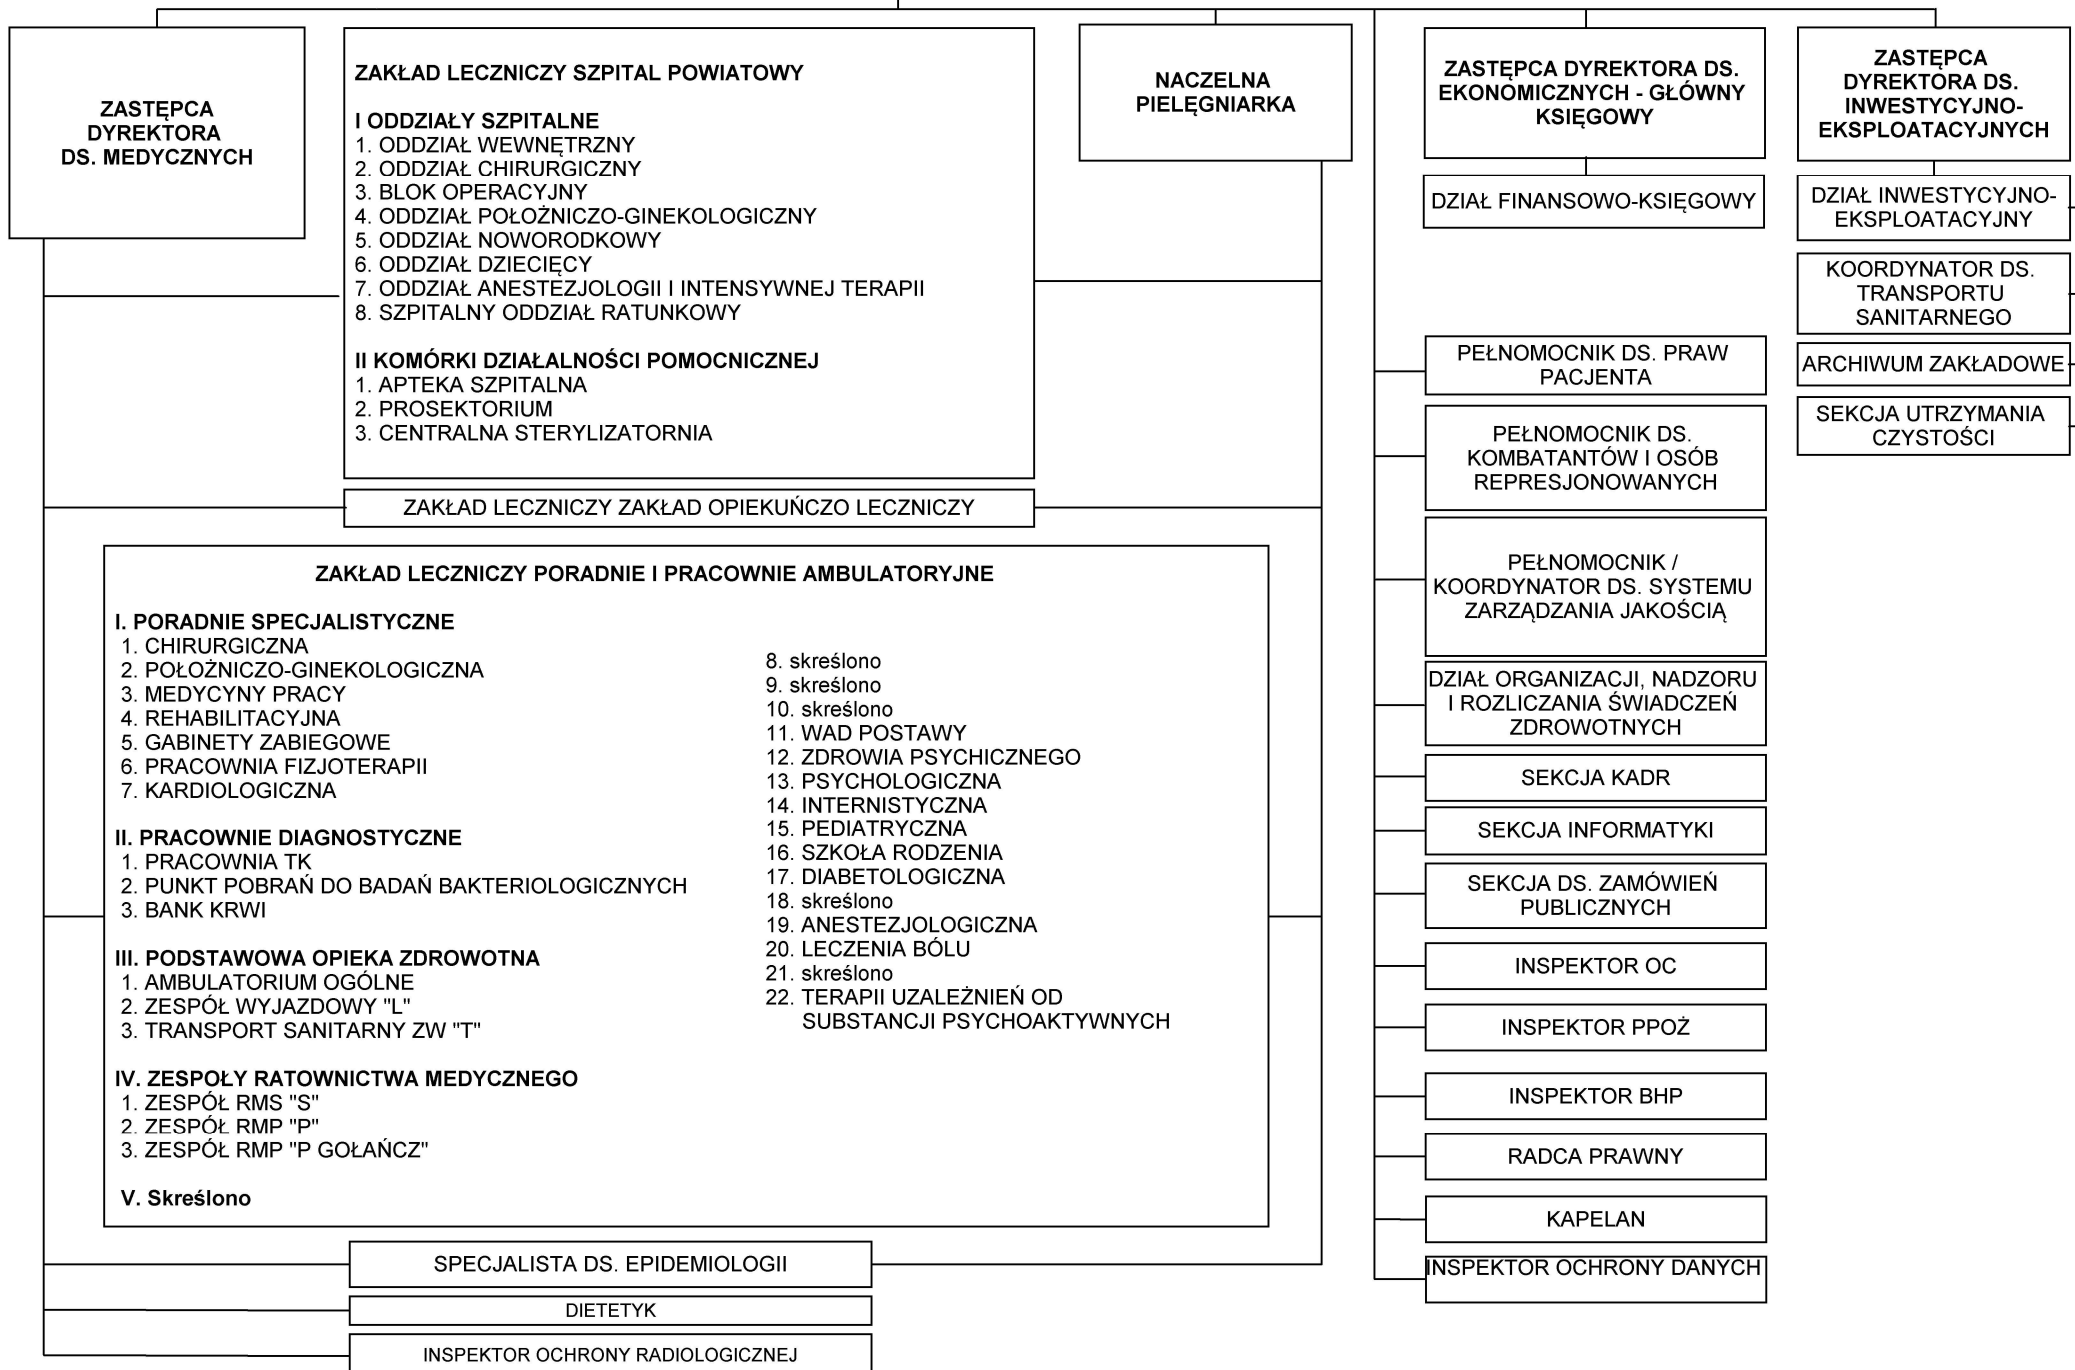 ZASTĘPCA
DYREKTORA
DS. MEDYCZNYCH
ZAKŁAD LECZNICZY SZPITAL POWIATOWY
I ODDZIAŁY SZPITALNE
1. ODDZIAŁ WEWNĘTRZNY
2. ODDZIAŁ CHIRURGICZNY
3. BLOK OPERACYJNY
4. ODDZIAŁ POŁOŻNICZO-GINEKOLOGICZNY
5. ODDZIAŁ NOWORODKOWY
6. ODDZIAŁ DZIECIĘCY
7. ODDZIAŁ ANESTEZJOLOGII I INTENSYWNEJ TERAPII
8. SZPITALNY ODDZIAŁ RATUNKOWY
II KOMÓRKI DZIAŁALNOŚCI POMOCNICZNEJ
1. APTEKA SZPITALNA
2. PROSEKTORIUM
3. CENTRALNA STERYLIZATORNIA
ZAKŁAD LECZNICZY ZAKŁAD OPIEKUŃCZO LECZNICZY
NACZELNA
PIELĘGNIARKA
ZAKŁAD LECZNICZY PORADNIE I PRACOWNIE AMBULATORYJNE
I. PORADNIE SPECJALISTYCZNE
1. CHIRURGICZNA
2. POŁOŻNICZO-GINEKOLOGICZNA
3. MEDYCYNY PRACY
4. REHABILITACYJNA
5. GABINETY ZABIEGOWE
6. PRACOWNIA FIZJOTERAPII
7. KARDIOLOGICZNA
8. skreślono
9. skreślono
10. skreślono
11. WAD POSTAWY
12. ZDROWIA PSYCHICZNEGO
13. PSYCHOLOGICZNA
14. INTERNISTYCZNA
15. PEDIATRYCZNA
16. SZKOŁA RODZENIA
17. DIABETOLOGICZNA
18. skreślono
19. ANESTEZJOLOGICZNA
20. LECZENIA BÓLU
21. skreślono
22. TERAPII UZALEŻNIEŃ OD
SUBSTANCJI PSYCHOAKTYWNYCH
II. PRACOWNIE DIAGNOSTYCZNE
1. PRACOWNIA TK
2. PUNKT POBRAŃ DO BADAŃ BAKTERIOLOGICZNYCH
3. BANK KRWI
III. PODSTAWOWA OPIEKA ZDROWOTNA
1. AMBULATORIUM OGÓLNE
2. ZESPÓŁ WYJAZDOWY "L"
3. TRANSPORT SANITARNY ZW "T"
IV. ZESPOŁY RATOWNICTWA MEDYCZNEGO
1. ZESPÓŁ RMS "S"
2. ZESPÓŁ RMP "P"
3. ZESPÓŁ RMP "P GOŁAŃCZ"
V. Skreślono
SPECJALISTA DS. EPIDEMIOLOGII
DIETETYK
INSPEKTOR OCHRONY RADIOLOGICZNEJ
ZASTĘPCA DYREKTORA DS.
EKONOMICZNYCH - GŁÓWNY
KSIĘGOWY
DZIAŁ FINANSOWO-KSIĘGOWY
PEŁNOMOCNIK DS. PRAW
PACJENTA
PEŁNOMOCNIK DS.
KOMBATANTÓW I OSÓB
REPRESJONOWANYCH
PEŁNOMOCNIK /
KOORDYNATOR DS. SYSTEMU
ZARZĄDZANIA JAKOŚCIĄ
DZIAŁ ORGANIZACJI, NADZORU
I ROZLICZANIA ŚWIADCZEŃ
ZDROWOTNYCH
SEKCJA KADR
SEKCJA INFORMATYKI
SEKCJA DS. ZAMÓWIEŃ
PUBLICZNYCH
INSPEKTOR OC
INSPEKTOR PPOŻ
INSPEKTOR BHP
RADCA PRAWNY
KAPELAN
INSPEKTOR OCHRONY DANYCH
ZASTĘPCA
DYREKTORA DS.
INWESTYCYJNO-
EKSPLOATACYJNYCH
DZIAŁ INWESTYCYJNO-
EKSPLOATACYJNY
KOORDYNATOR DS.
TRANSPORTU
SANITARNEGO
ARCHIWUM ZAKŁADOWE
SEKCJA UTRZYMANIA
CZYSTOŚCI